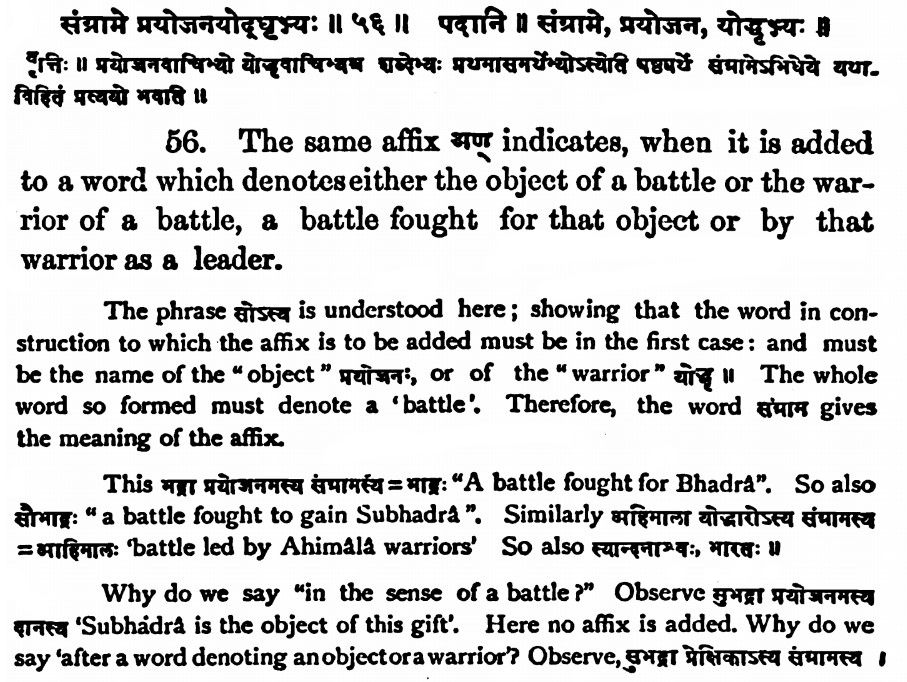 संग्रामे प्रयोजनयोद्घृभ्यः ॥ ५६ ॥ पदानि ॥ संग्रामे, प्रयोजन, योद्धृभ्यः ॥
वृत्तिः ॥ प्रयोजनवाचिभ्यो योद्धृवाचिभ्यश्च शब्देभ्यः प्रथमासमर्थेभ्योऽस्येति षष्ठ्यर्थे संग्रामेऽभिधेये यथा-
विहितं प्रत्ययो भवति ॥
56. The same affix अण् indicates, when it is added
to a word which denotes either the object of a battle or the war-
rior of a battle, a battle fought for that object or by that
warrior as a leader.
The phrase सोऽस्य is understood here; showing that the word in con-
struction to which the affix is to be added must be in the first case: and must
be the name of the "object" प्रयोजनः, or of the "warrior" योद्धृ ॥ The whole
word so formed must denote a 'battle'. Therefore, the word संग्राम gives
the meaning of the affix.
This भद्रा प्रयोजनमस्य संग्रामस्य = भाद्रः "A battle fought for Bhadrâ". So also
सौभाद्रः "a battle fought to gain Subhadrâ". Similarly अहिमाला योद्धारोऽस्य संग्रामस्य
= आहिमालः 'battle led by Ahimâlâ warriors' So also स्यान्दनाश्वः, भारतः ॥
Why do we say "in the sense of a battle?" Observe सुभद्रा प्रयोजनमस्य
दानस्य 'Subhádrâ is the object of this gift'. Here no affix is added. Why do we
say 'after a word denoting an object or a warrior'? Observe, सुभद्रा प्रेक्षिकाऽस्य संग्रामस्य ।